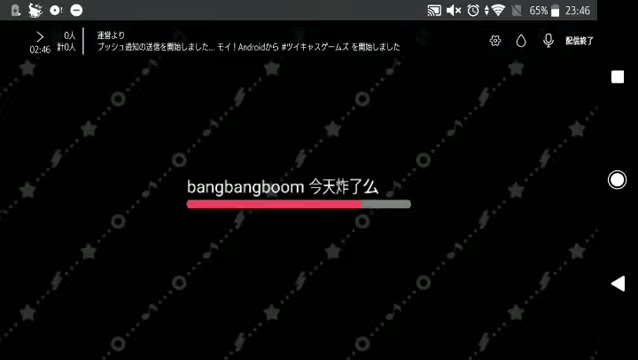 65% 23:46
0人 運営より
02:46 計0人 プッシュ通知の送信を開始しました... モイ！Androidから #ツイキャスゲームズ を開始しました
配信終了
bangbangboom 今天炸了么